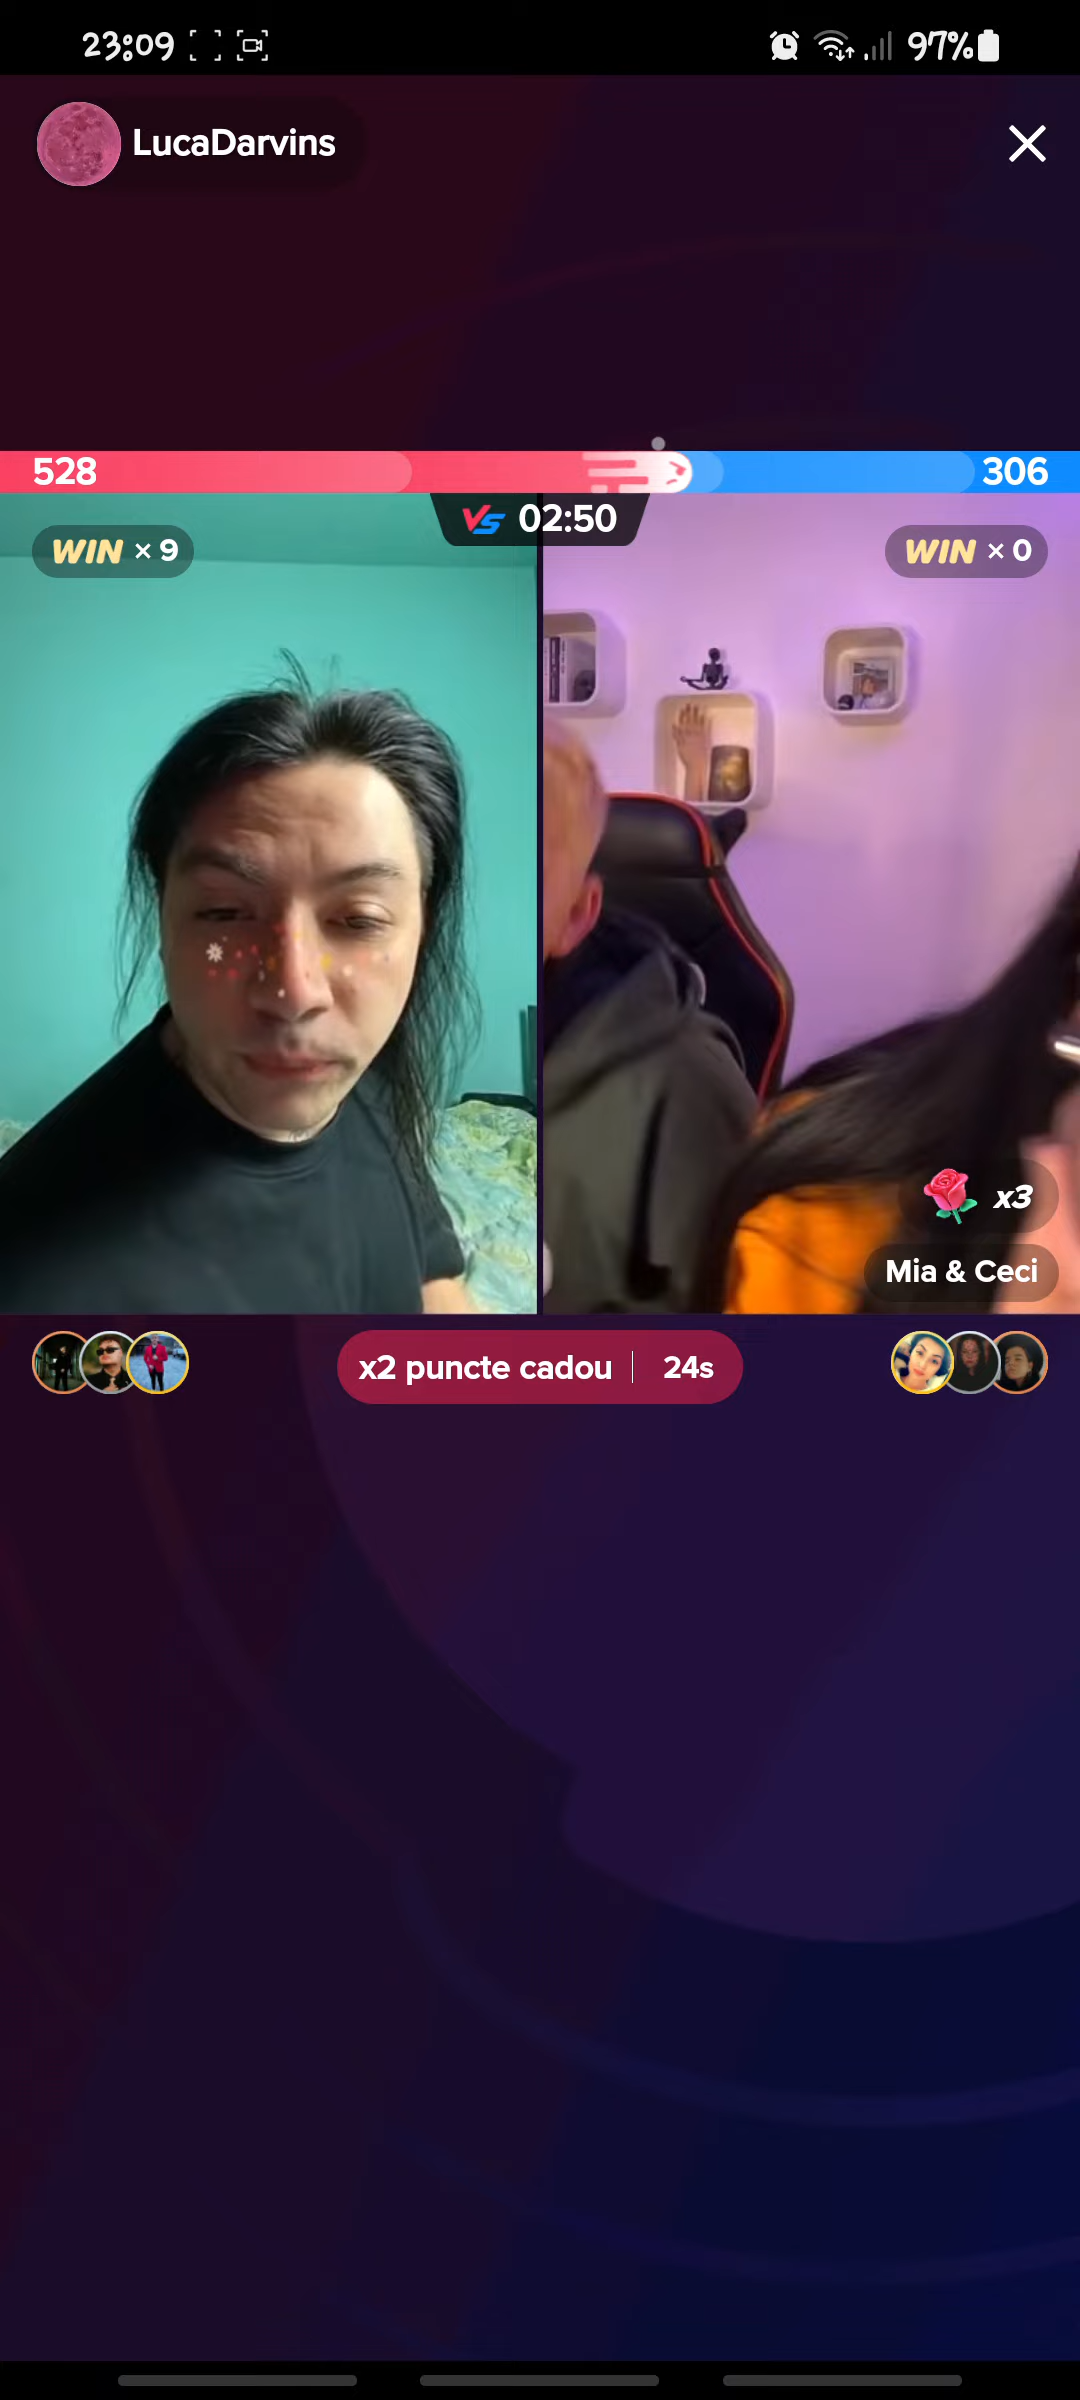 23:09
97%
LucaDarvins
528
306
VS 02:50
WIN × 9
WIN × 0
x3
Mia & Ceci
x2 puncte cadou | 24s